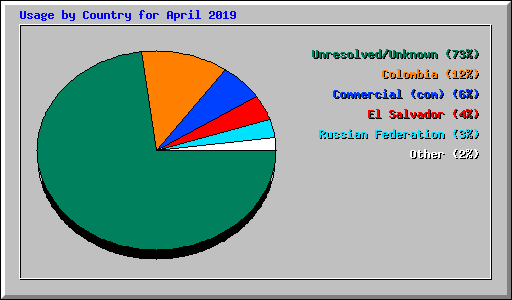 Usage by Country for April 2019
Unresolved/Unknown (73%)
Colombia (12%)
Commercial (com) (6%)
El Salvador (4%)
Russian Federation (3%)
Other (2%)